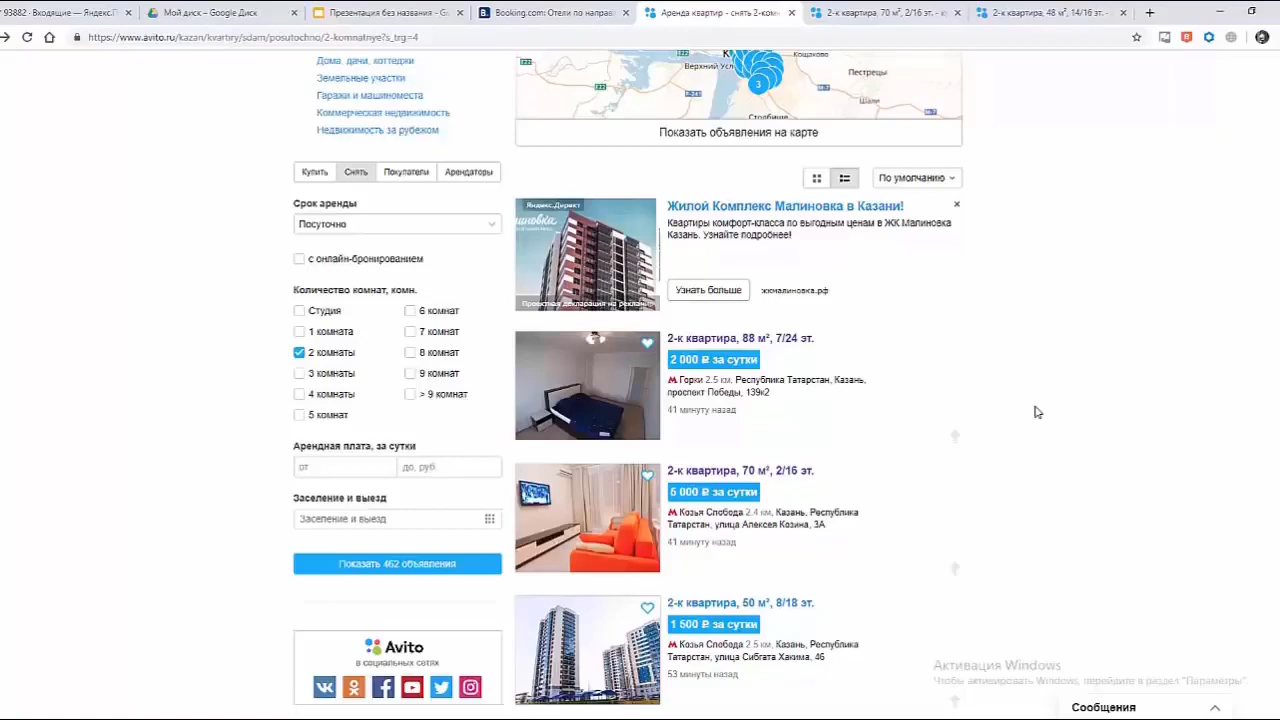 93882 - Входящие — Яндекс.П
Мой диск – Google Диск
Презентация без названия - G
Booking.com: Отели по направ
Аренда квартир - снять 2-комн
2-к квартира, 70 м², 2/16 эт. - к
2-к квартира, 48 м², 14/16 эт. -
https://www.avito.ru/kazan/kvartiry/sdam/posutochno/2-komnatnye?s_trg=4
Дома, дачи, коттеджи
Земельные участки
Гаражи и машиноместа
Коммерческая недвижимость
Недвижимость за рубежом
Верхний Усл
Кощаково
Пестрецы
Шали
Столбище
3
Показать объявления на карте
Купить
Снять
Покупатели
Арендаторы
По умолчанию
Срок аренды
Посуточно
с онлайн-бронированием
Количество комнат, комн.
Студия
6 комнат
1 комната
7 комнат
2 комнаты
8 комнат
3 комнаты
9 комнат
4 комнаты
> 9 комнат
5 комнат
Арендная плата, за сутки
от
до, руб.
Заселение и выезд
Заселение и выезд
Показать 462 объявления
Avito
в социальных сетях
Яндекс.Директ
Проектная декларация на рекламе
Жилой Комплекс Малиновка в Казани!
Квартиры комфорт-класса по выгодным ценам в ЖК Малиновка
Казань. Узнайте подробнее!
Узнать больше
жкмалиновка.рф
2-к квартира, 88 м², 7/24 эт.
2 000 ₽ за сутки
Горки 2.5 км, Республика Татарстан, Казань,
проспект Победы, 139к2
41 минуту назад
2-к квартира, 70 м², 2/16 эт.
5 000 ₽ за сутки
Козья Слобода 2.4 км, Казань, Республика
Татарстан, улица Алексея Козина, 3А
41 минуту назад
2-к квартира, 50 м², 8/18 эт.
1 500 ₽ за сутки
Козья Слобода 2.5 км, Казань, Республика
Татарстан, улица Сибгата Хакима, 46
53 минуты назад
Активация Windows
Чтобы активировать Windows, перейдите в раздел "Параметры".
Сообщения